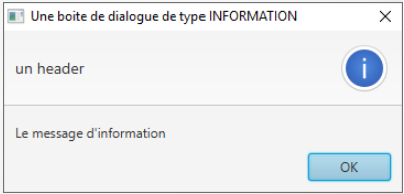 Une boite de dialogue de type INFORMATION
un header
Le message d'information
OK